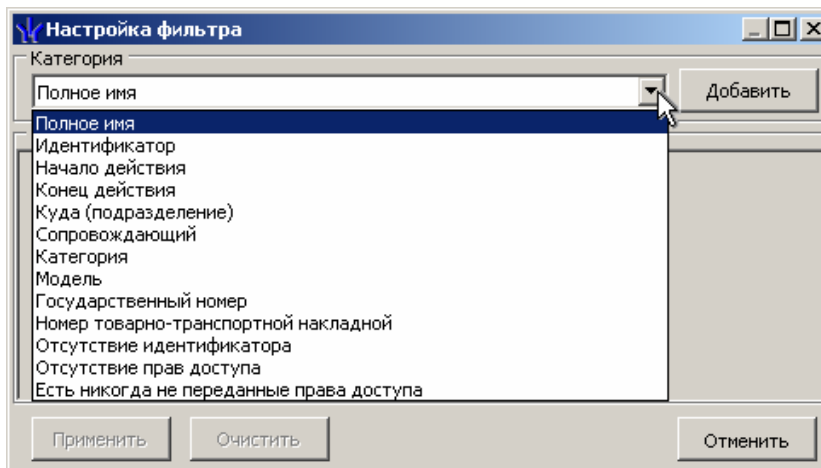 Настройка фильтра
Категория
Полное имя
Добавить
Полное имя
Идентификатор
Начало действия
Конец действия
Куда (подразделение)
Сопровождающий
Категория
Модель
Государственный номер
Номер товарно-транспортной накладной
Отсутствие идентификатора
Отсутствие прав доступа
Есть никогда не переданные права доступа
Применить
Очистить
Отменить